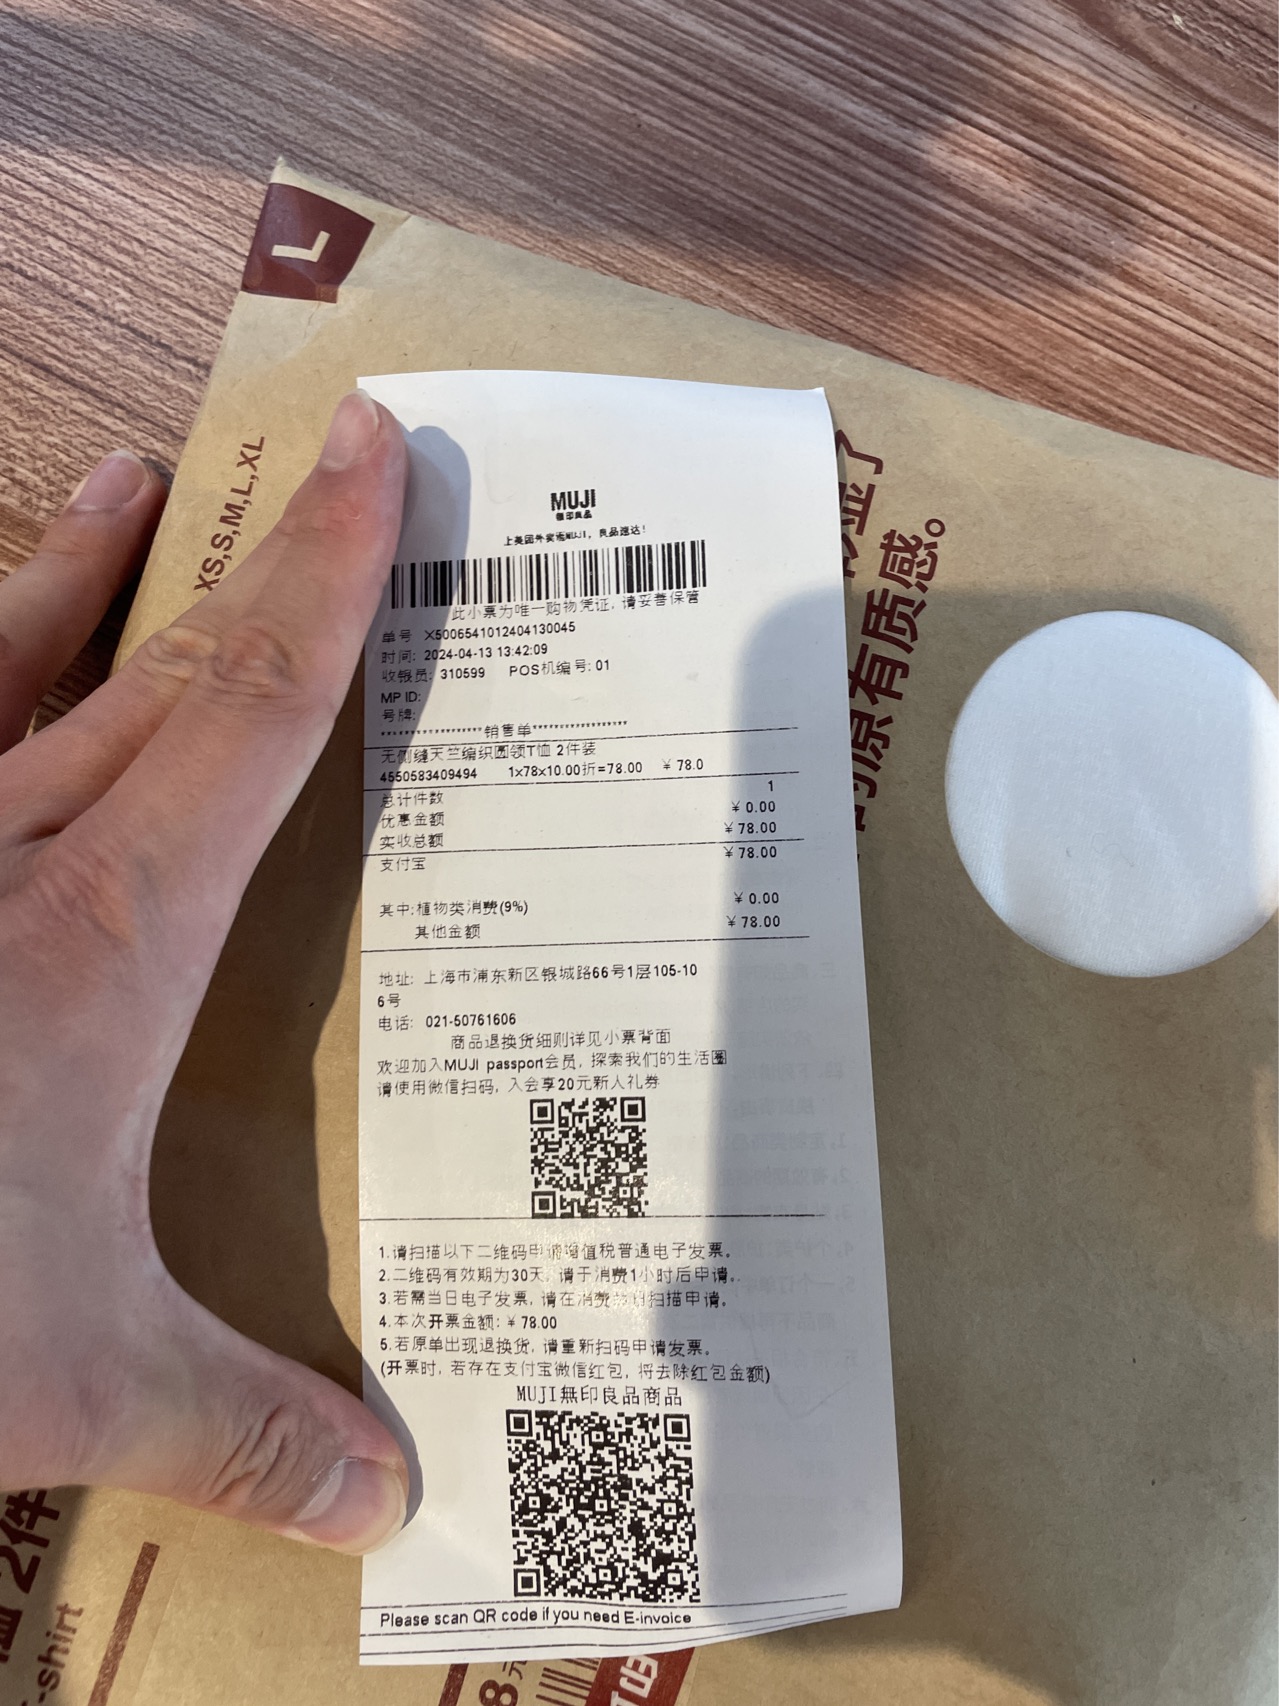 L
XS,S,M,L,XL
MUJI
無印良品
上美团外卖逛MUJI，良品速达！
此小票为唯一购物凭证, 请妥善保管
单号 X5006541012404130045
时间: 2024-04-13 13:42:09
收银员: 310599 POS机编号: 01
MP ID:
号牌:
******************销售单******************
无侧缝天竺编织圆领T恤 2件装
4550583409494 1x78x10.00折=78.00 ￥78.0
总计件数 1
优惠金额 ￥0.00
实收总额 ￥78.00
支付宝 ￥78.00
其中:植物类消费(9%) ￥0.00
其他金额 ￥78.00
地址: 上海市浦东新区银城路66号1层105-10
6号
电话: 021-50761606
商品退换货细则详见小票背面
欢迎加入MUJI passport会员, 探索我们的生活圈
请使用微信扫码, 入会享20元新人礼券
1.请扫描以下二维码申请增值税普通电子发票。
2.二维码有效期为30天, 请于消费1小时后申请。
3.若需当日电子发票, 请在消费 扫描申请。
4.本次开票金额: ￥78.00
5.若原单出现退换货, 请重新扫码申请发票。
(开票时, 若存在支付宝微信红包, 将去除红包金额)
MUJI無印良品商品
Please scan QR code if you need E-invoice
的原有质感。
2件
-shirt
8元